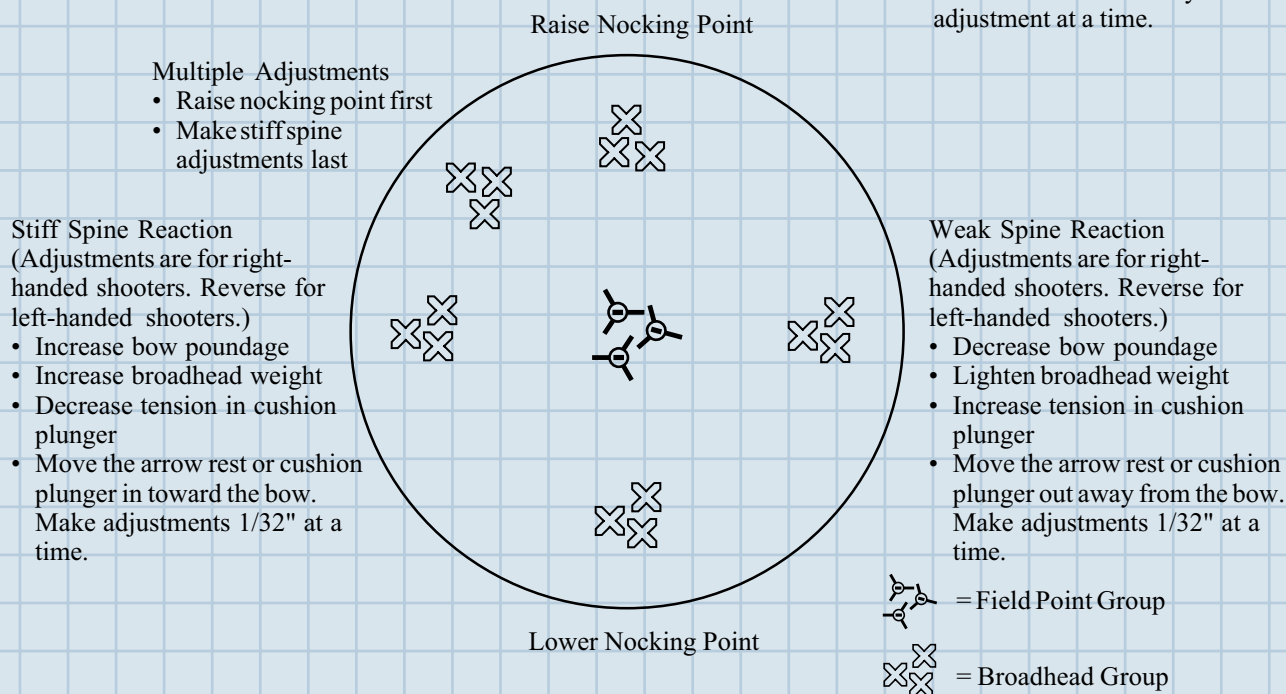 adjustment at a time.
Raise Nocking Point
Multiple Adjustments
• Raise nocking point first
• Make stiff spine
adjustments last
Stiff Spine Reaction
(Adjustments are for right-
handed shooters. Reverse for
left-handed shooters.)
• Increase bow poundage
• Increase broadhead weight
• Decrease tension in cushion
plunger
• Move the arrow rest or cushion
plunger in toward the bow.
Make adjustments 1/32" at a
time.
Weak Spine Reaction
(Adjustments are for right-
handed shooters. Reverse for
left-handed shooters.)
• Decrease bow poundage
• Lighten broadhead weight
• Increase tension in cushion
plunger
• Move the arrow rest or cushion
plunger out away from the bow.
Make adjustments 1/32" at a
time.
Lower Nocking Point
= Field Point Group
= Broadhead Group